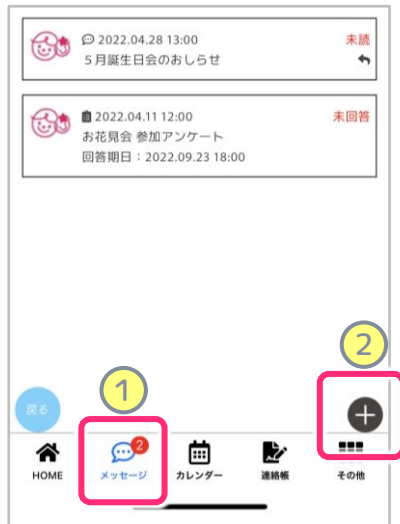 2022.04.28 13:00 未読
５月誕生日会のおしらせ
2022.04.11 12:00 未回答
お花見会 参加アンケート
回答期日：2022.09.23 18:00
2
1
戻る
2
HOME メッセージ カレンダー 連絡帳 その他